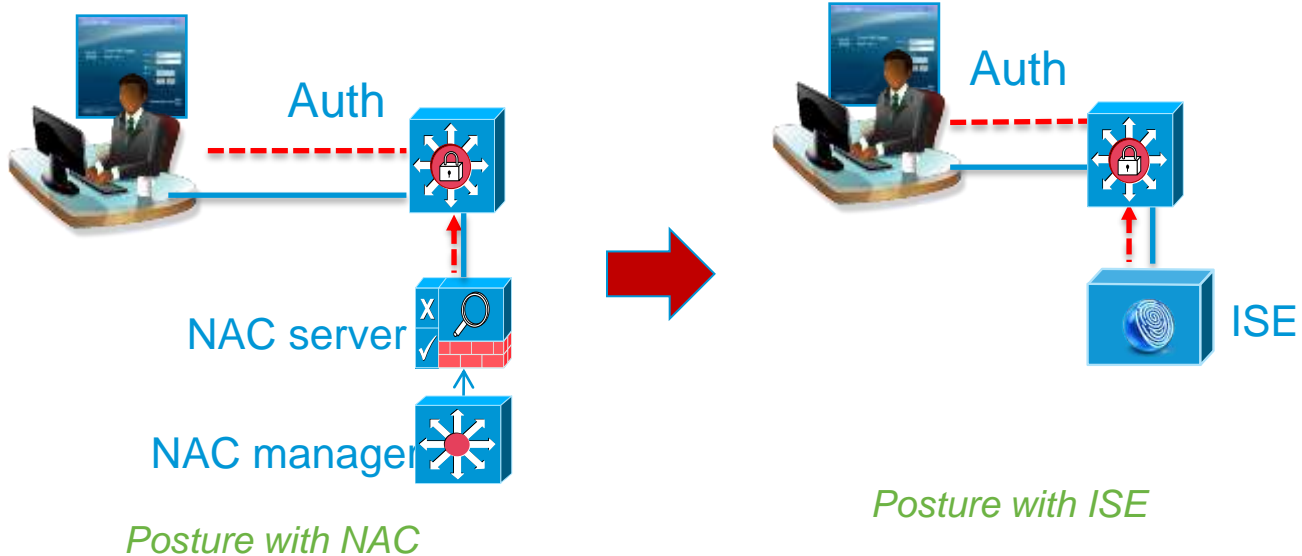 Auth
NAC server
X
√
NAC manager
Posture with NAC
Auth
ISE
Posture with ISE